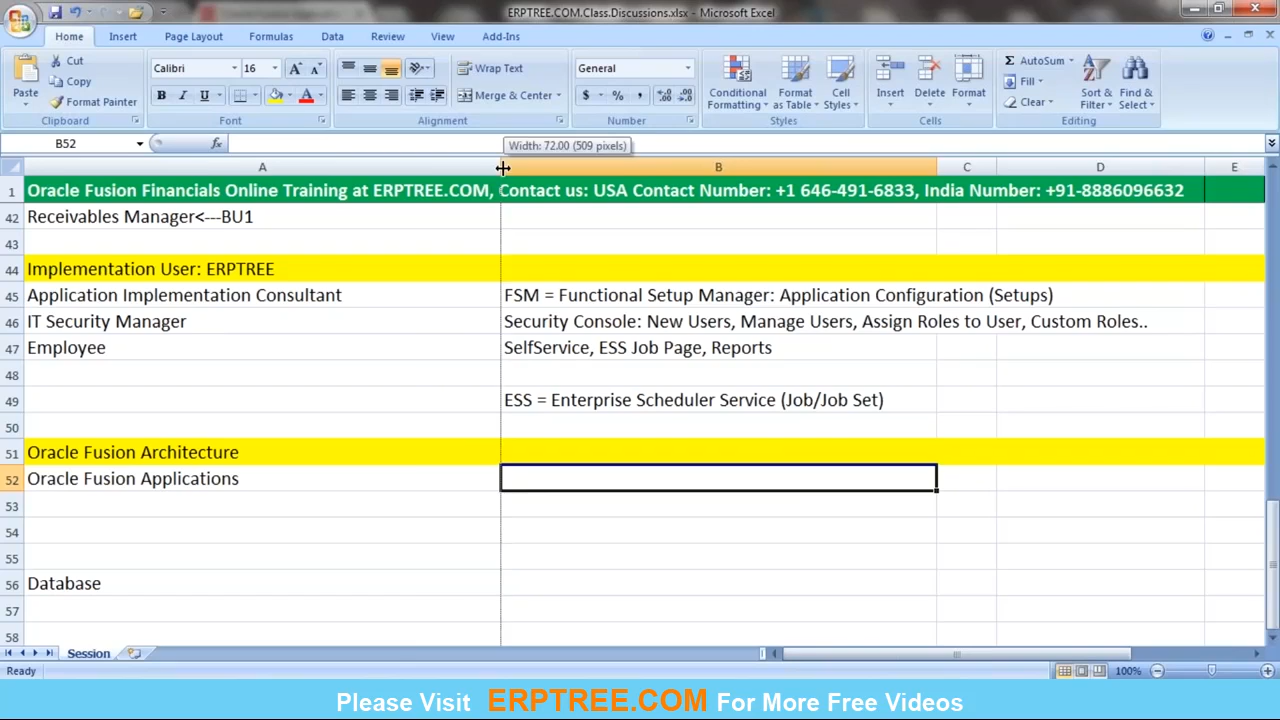 ERPTREE.COM.Class.Discussions.xlsx - Microsoft Excel
Home Insert Page Layout Formulas Data Review View Add-Ins
Paste Cut Copy Format Painter Clipboard
Calibri 16 A A B I U A Font
Wrap Text Merge & Center Alignment
General $ % , Number
Conditional Formatting Format as Table Cell Styles Styles
Insert Delete Format Cells
Σ AutoSum Fill Clear Sort & Filter Find & Select Editing
B52 fx Width: 72.00 (509 pixels)
A B C D E
1 Oracle Fusion Financials Online Training at ERPTREE.COM, Contact us: USA Contact Number: +1 646-491-6833, India Number: +91-8886096632
42 Receivables Manager<---BU1
43
44 Implementation User: ERPTREE
45 Application Implementation Consultant FSM = Functional Setup Manager: Application Configuration (Setups)
46 IT Security Manager Security Console: New Users, Manage Users, Assign Roles to User, Custom Roles..
47 Employee SelfService, ESS Job Page, Reports
48
49 ESS = Enterprise Scheduler Service (Job/Job Set)
50
51 Oracle Fusion Architecture
52 Oracle Fusion Applications
53
54
55
56 Database
57
58
Session
Ready 100%
Please Visit ERPTREE.COM For More Free Videos